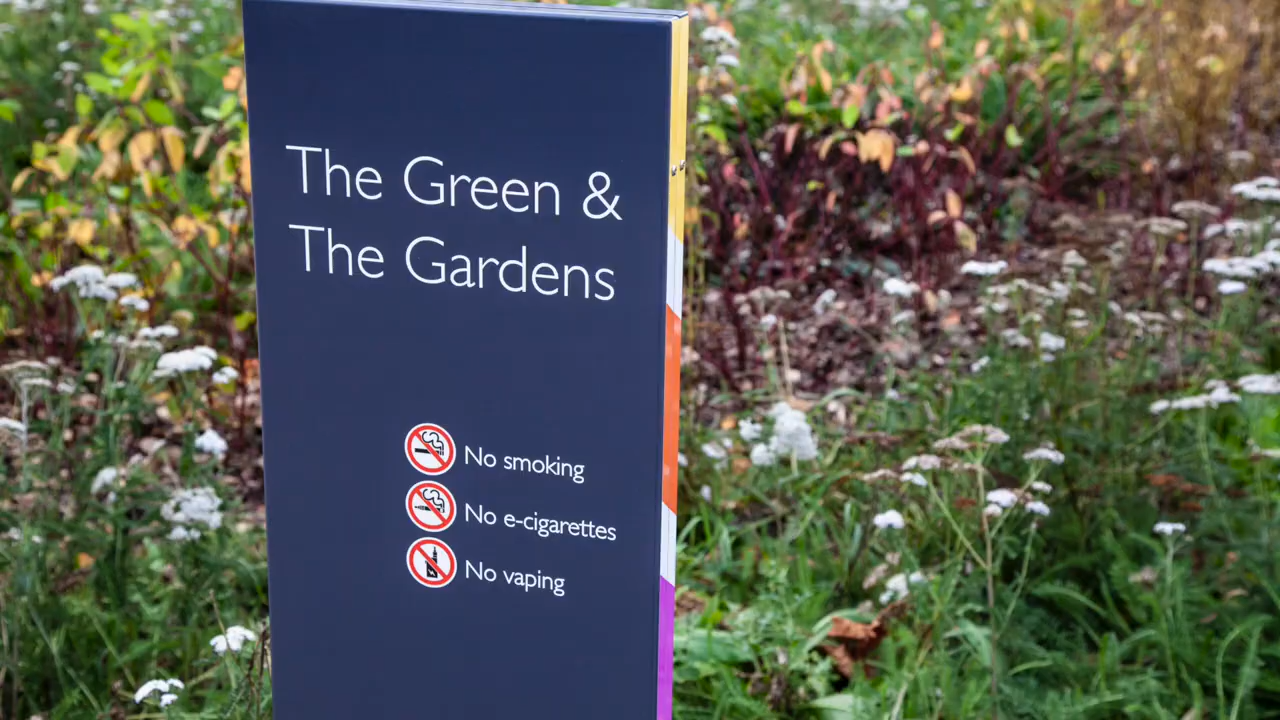 The Green &
The Gardens
No smoking
No e-cigarettes
No vaping